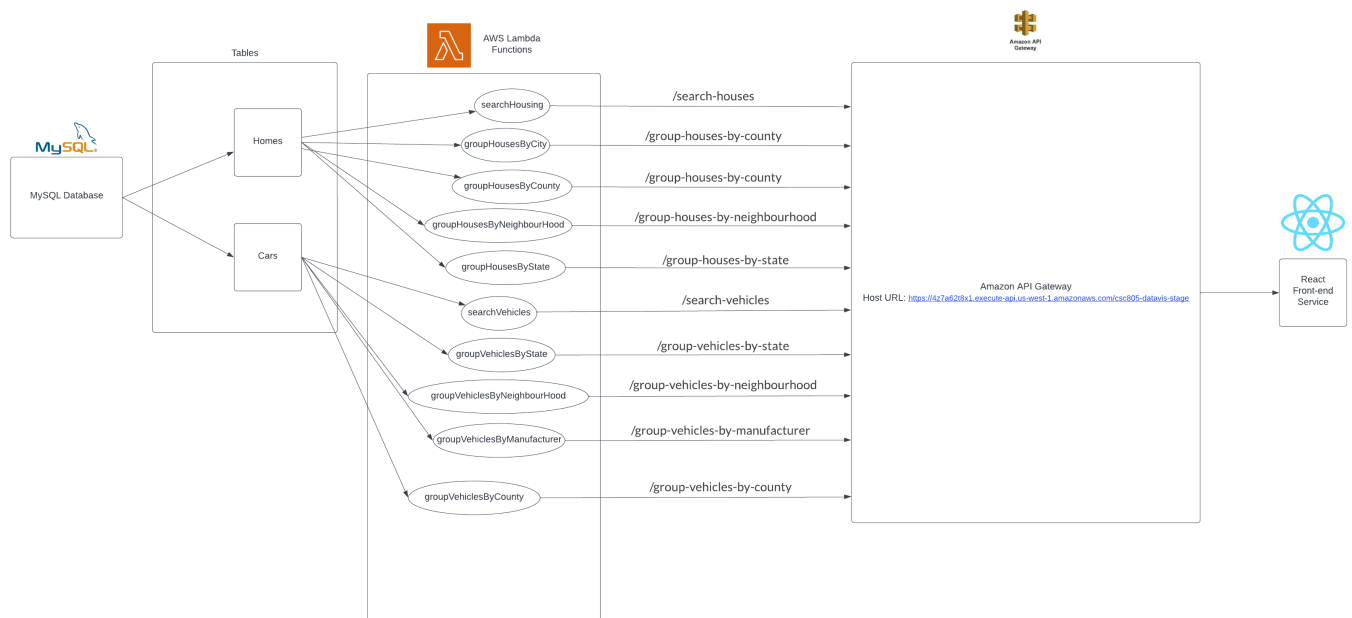 Amazon API
Gateway
AWS Lambda
Functions
Tables
searchHousing
/search-houses
MySQL®
Homes
groupHousesByCity
/group-houses-by-county
MySQL Database
groupHousesByCounty
/group-houses-by-county
groupHousesByNeighbourHood
/group-houses-by-neighbourhood
Cars
groupHousesByState
/group-houses-by-state
searchVehicles
/search-vehicles
Amazon API Gateway
Host URL: https://4z7a62t8x1.execute-api.us-west-1.amazonaws.com/csc805-datavis-stage
React
Front-end
Service
groupVehiclesByState
/group-vehicles-by-state
groupVehiclesByNeighbourHood
/group-vehicles-by-neighbourhood
groupVehiclesByManufacturer
/group-vehicles-by-manufacturer
groupVehiclesByCounty
/group-vehicles-by-county